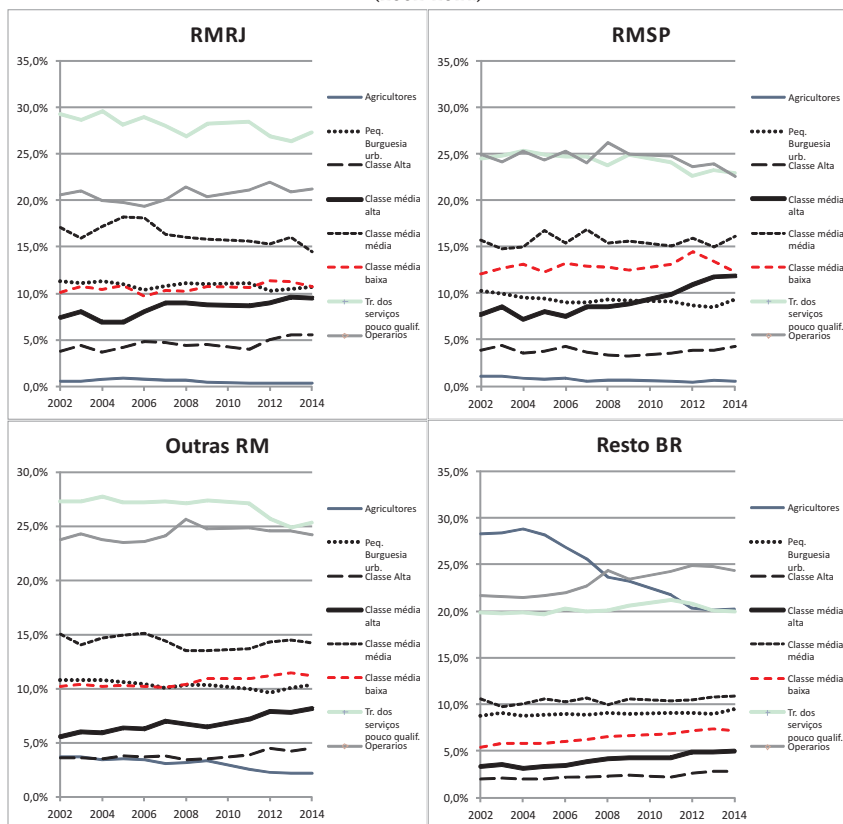 RMRJ
35,0%
30,0%
25,0%
20,0%
15,0%
10,0%
5,0%
0,0%
2002 2004 2006 2008 2010 2012 2014
Agricultores
Peq.
Burguesia
urb.
Classe Alta
Classe média
alta
Classe média
média
Classe média
baixa
Tr. dos
serviços
pouco qualif.
Operarios
RMSP
35,0%
30,0%
25,0%
20,0%
15,0%
10,0%
5,0%
0,0%
2002 2004 2006 2008 2010 2012 2014
Agricultores
Peq.
Burguesia
urb.
Classe Alta
Classe média
alta
Classe média
média
Classe média
baixa
Tr. dos
serviços
pouco qualif.
Operarios
Outras RM
30,0%
25,0%
20,0%
15,0%
10,0%
5,0%
0,0%
2002 2004 2006 2008 2010 2012 2014
Agricultores
Peq.
Burguesia
urb.
Classe Alta
Classe média
alta
Classe média
média
Classe média
baixa
Tr. dos
serviços
pouco qualif.
Operarios
Resto BR
35,0%
30,0%
25,0%
20,0%
15,0%
10,0%
5,0%
0,0%
2002 2004 2006 2008 2010 2012 2014
Agricultores
Peq.
Burguesia
urb.
Classe Alta
Classe média
alta
Classe média
média
Classe média
baixa
Tr. dos
serviços
pouco qualif.
Operarios